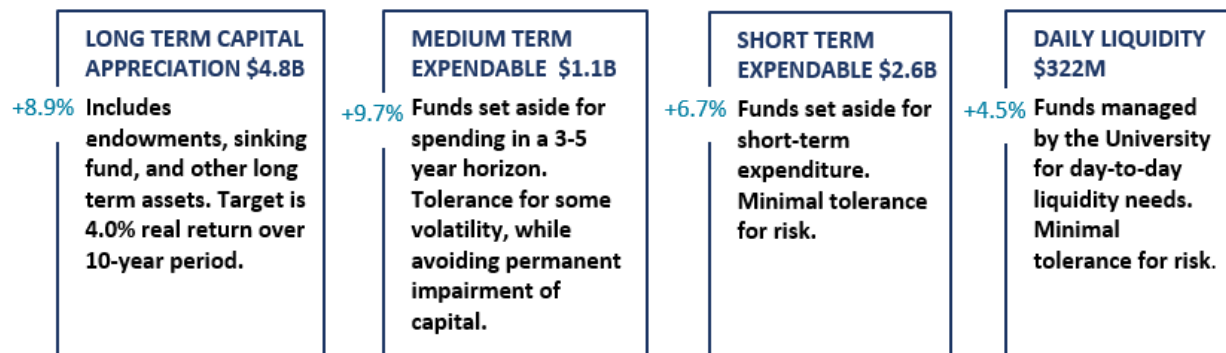 LONG TERM CAPITAL
APPRECIATION $4.8B
+8.9%
Includes
endowments, sinking
fund, and other long
term assets. Target is
4.0% real return over
10-year period.
MEDIUM TERM
EXPENDABLE $1.1B
+9.7%
Funds set aside for
spending in a 3-5
year horizon.
Tolerance for some
volatility, while
avoiding permanent
impairment of
capital.
SHORT TERM
EXPENDABLE $2.6B
+6.7%
Funds set aside for
short-term
expenditure.
Minimal tolerance
for risk.
DAILY LIQUIDITY
$322M
+4.5%
Funds managed
by the University
for day-to-day
liquidity needs.
Minimal
tolerance for risk.